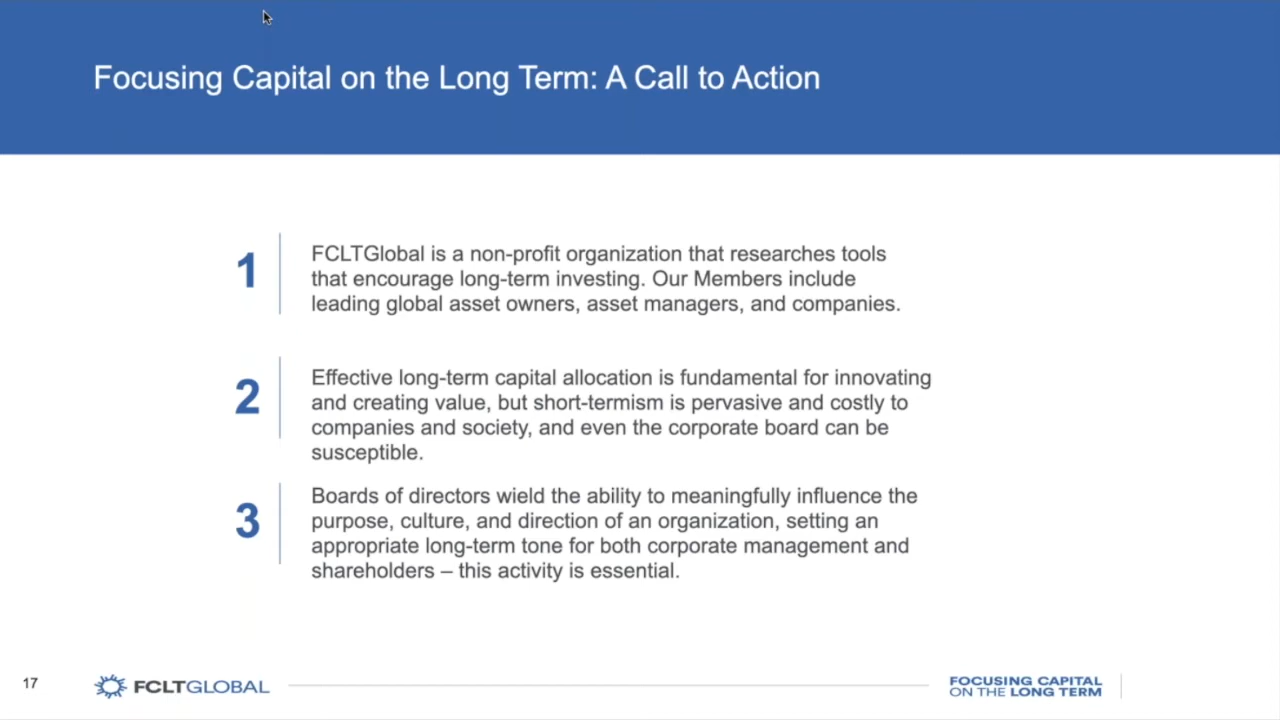 Focusing Capital on the Long Term: A Call to Action
1
FCLTGlobal is a non-profit organization that researches tools
that encourage long-term investing. Our Members include
leading global asset owners, asset managers, and companies.
2
Effective long-term capital allocation is fundamental for innovating
and creating value, but short-termism is pervasive and costly to
companies and society, and even the corporate board can be
susceptible.
3
Boards of directors wield the ability to meaningfully influence the
purpose, culture, and direction of an organization, setting an
appropriate long-term tone for both corporate management and
shareholders – this activity is essential.
17
FCLTGLOBAL
FOCUSING CAPITAL
ON THE LONG TERM